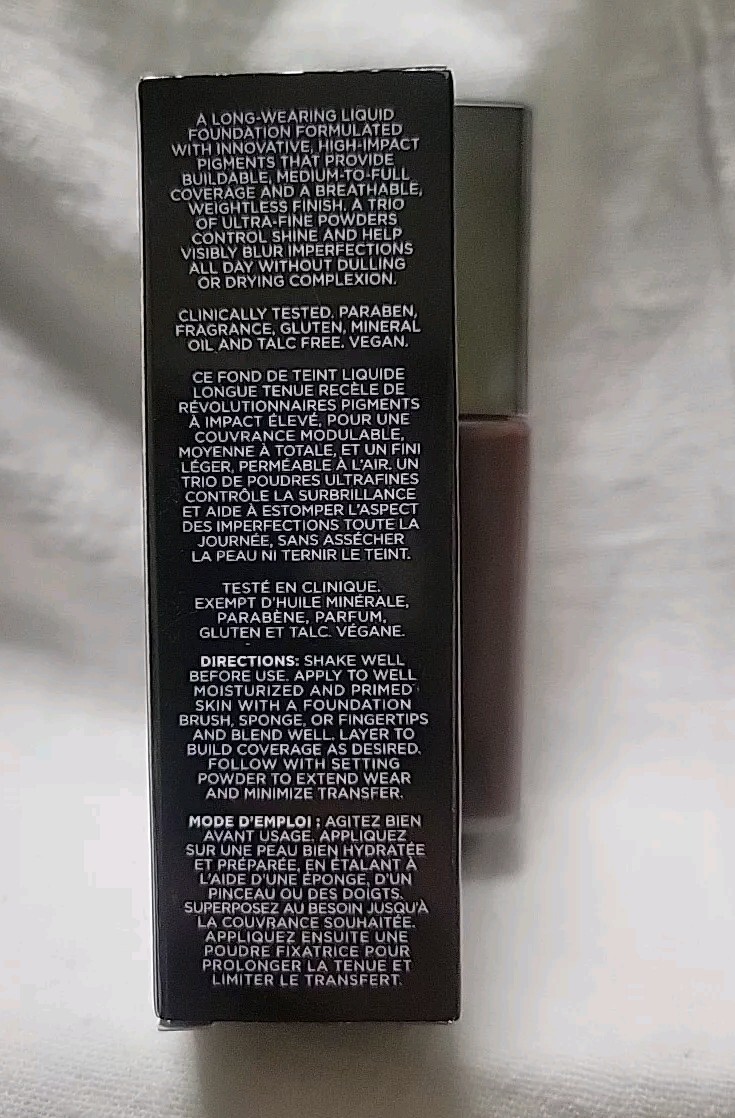 A LONG-WEARING LIQUID
FOUNDATION FORMULATED
WITH INNOVATIVE, HIGH-IMPACT
PIGMENTS THAT PROVIDE
BUILDABLE, MEDIUM-TO-FULL
COVERAGE AND A BREATHABLE,
WEIGHTLESS FINISH. A TRIO
OF ULTRA-FINE POWDERS
CONTROL SHINE AND HELP
VISIBLY BLUR IMPERFECTIONS
ALL DAY WITHOUT DULLING
OR DRYING COMPLEXION.
CLINICALLY TESTED. PARABEN,
FRAGRANCE, GLUTEN, MINERAL
OIL AND TALC FREE. VEGAN.
CE FOND DE TEINT LIQUIDE
LONGUE TENUE RECÈLE DE
RÉVOLUTIONNAIRES PIGMENTS
À IMPACT ÉLEVÉ, POUR UNE
COUVRANCE MODULABLE,
MOYENNE À TOTALE, ET UN FINI
LÉGER, PERMÉABLE À L'AIR. UN
TRIO DE POUDRES ULTRAFINES
CONTRÔLE LA SURBRILLANCE
ET AIDE À ESTOMPER L'ASPECT
DES IMPERFECTIONS TOUTE LA
JOURNÉE, SANS ASSÉCHER
LA PEAU NI TERNIR LE TEINT.
TESTÉ EN CLINIQUE.
EXEMPT D'HUILE MINÉRALE,
PARABÈNE, PARFUM,
GLUTEN ET TALC. VÉGANE.
DIRECTIONS: SHAKE WELL
BEFORE USE. APPLY TO WELL
MOISTURIZED AND PRIMED
SKIN WITH A FOUNDATION
BRUSH, SPONGE, OR FINGERTIPS
AND BLEND WELL. LAYER TO
BUILD COVERAGE AS DESIRED.
FOLLOW WITH SETTING
POWDER TO EXTEND WEAR
AND MINIMIZE TRANSFER.
MODE D'EMPLOI : AGITEZ BIEN
AVANT USAGE. APPLIQUEZ
SUR UNE PEAU BIEN HYDRATÉE
ET PRÉPARÉE, EN ÉTALANT À
L'AIDE D'UNE ÉPONGE, D'UN
PINCEAU OU DES DOIGTS.
SUPERPOSEZ AU BESOIN JUSQU'À
LA COUVRANCE SOUHAITÉE.
APPLIQUEZ ENSUITE UNE
POUDRE FIXATRICE POUR
PROLONGER LA TENUE ET
LIMITER LE TRANSFERT.